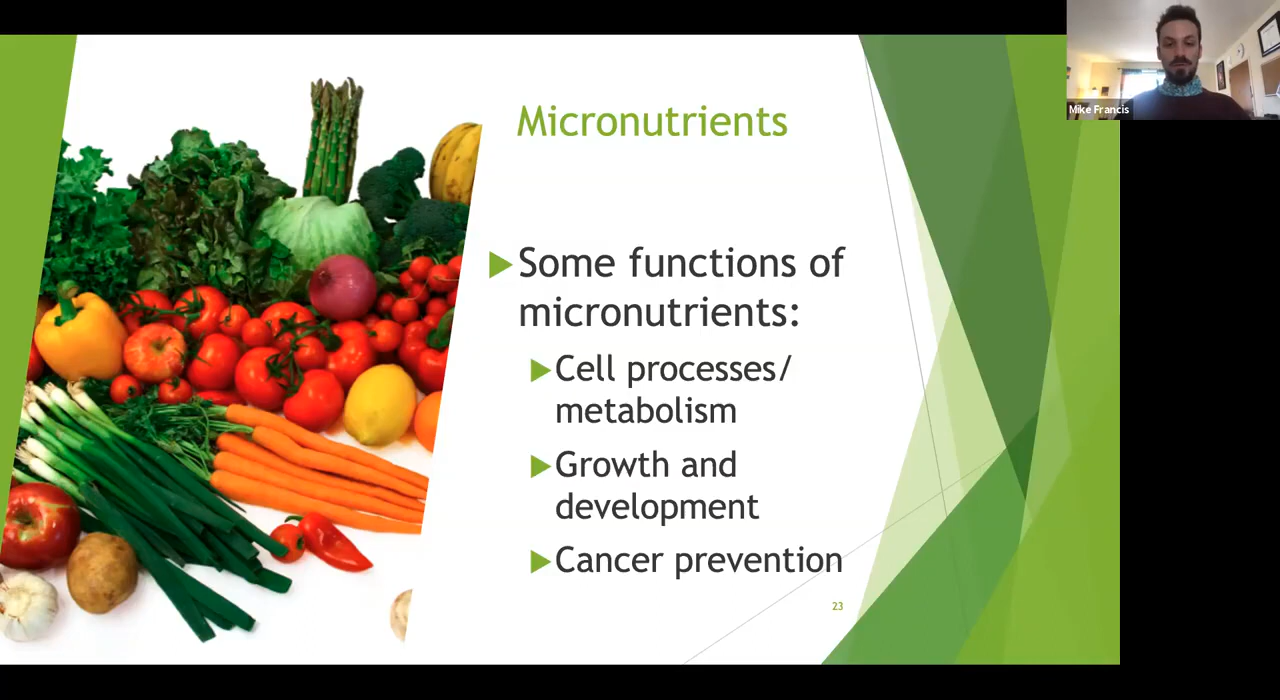 Mike Francis
Micronutrients
Some functions of
micronutrients:
Cell processes/
metabolism
Growth and
development
Cancer prevention
23